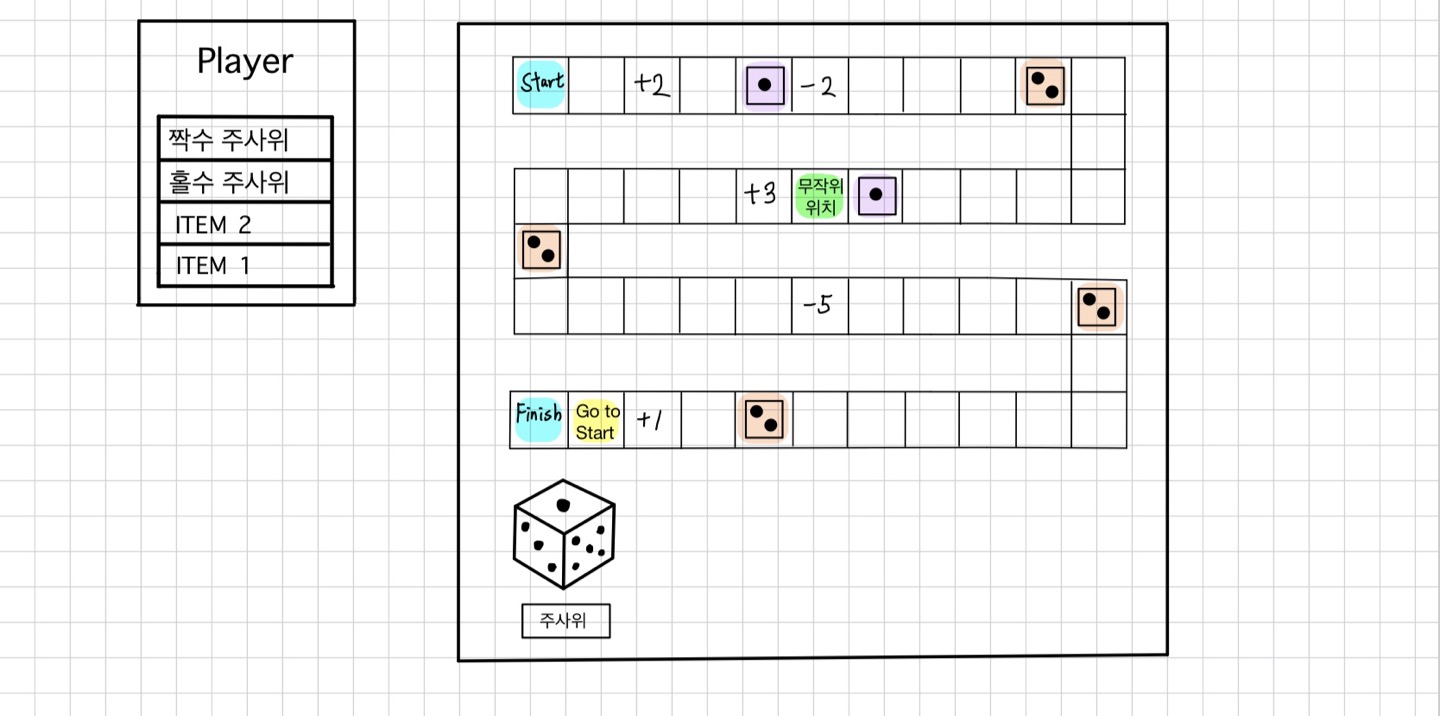 Player
짝수 주사위
홀수 주사위
ITEM 2
ITEM 1
Start +2 -2
+3 무작위
위치
-5
Finish Go to
Start +1
주사위